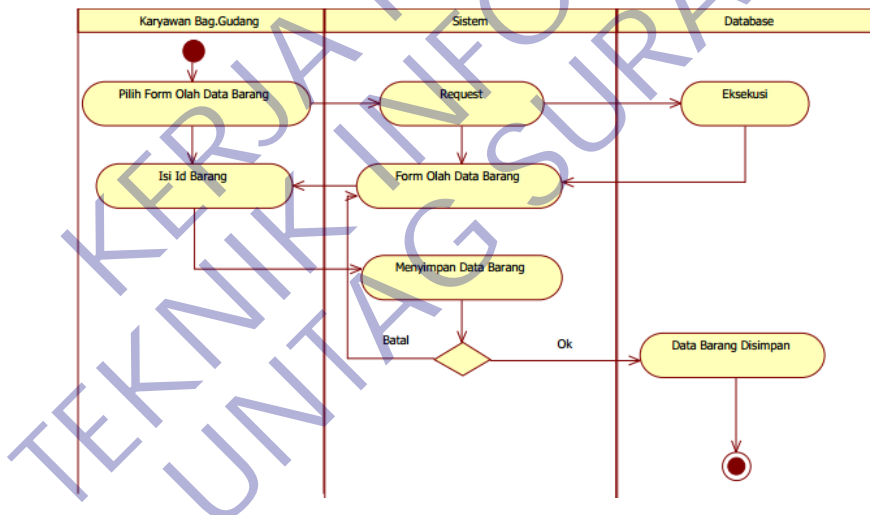 Karyawan Bag.Gudang
Sistem
Database
Pilih Form Olah Data Barang
Request
Eksekusi
Isi Id Barang
Form Olah Data Barang
Menyimpan Data Barang
Batal
Ok
Data Barang Disimpan
KERJA
TEKNIK INFO
UNTAG SURA